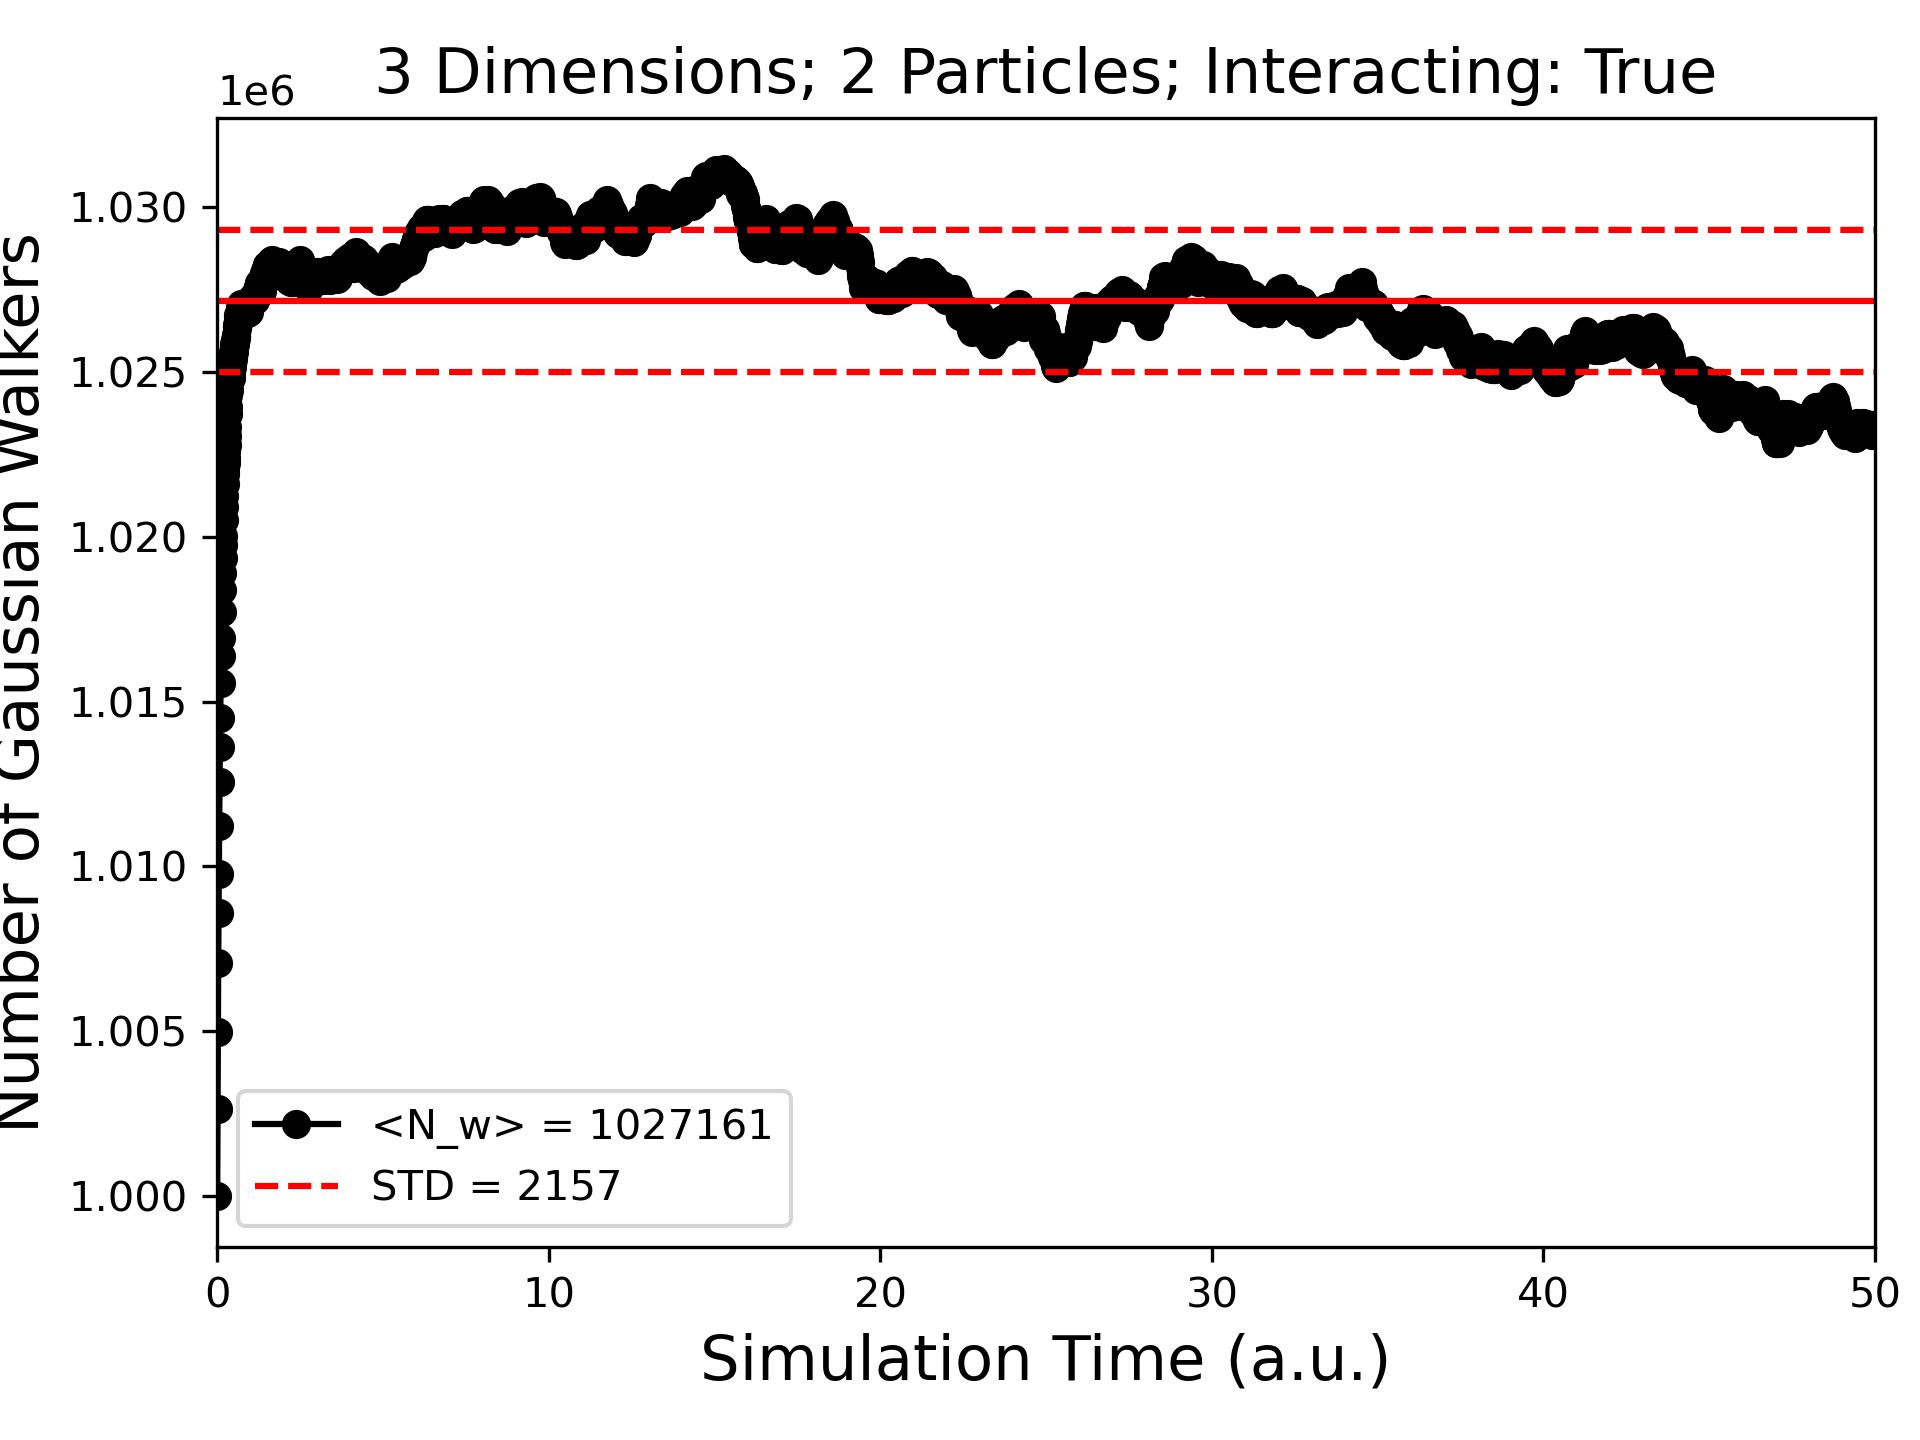 3 Dimensions; 2 Particles; Interacting: True
1e6
1.030
1.025
1.020
1.015
1.010
1.005
1.000
Number of Gaussian Walkers
<N_w> = 1027161
STD = 2157
0 10 20 30 40 50
Simulation Time (a.u.)